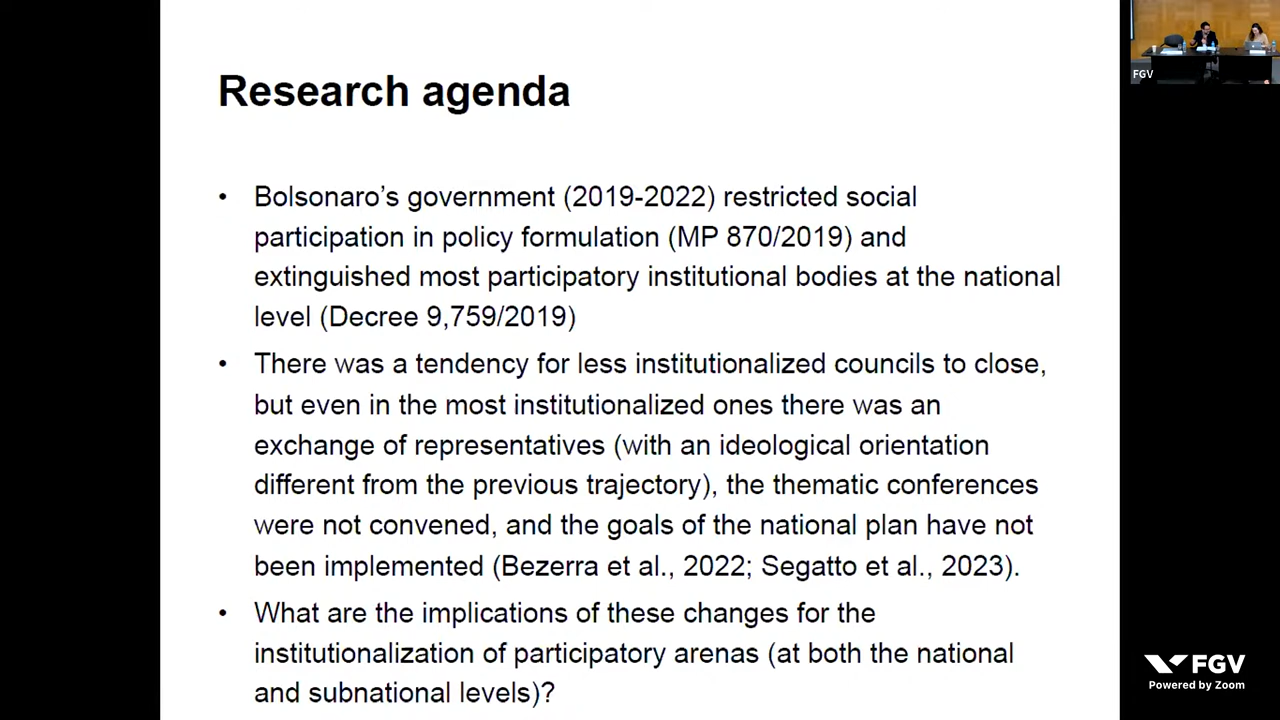 Research agenda
• Bolsonaro’s government (2019-2022) restricted social
participation in policy formulation (MP 870/2019) and
extinguished most participatory institutional bodies at the national
level (Decree 9,759/2019)
• There was a tendency for less institutionalized councils to close,
but even in the most institutionalized ones there was an
exchange of representatives (with an ideological orientation
different from the previous trajectory), the thematic conferences
were not convened, and the goals of the national plan have not
been implemented (Bezerra et al., 2022; Segatto et al., 2023).
• What are the implications of these changes for the
institutionalization of participatory arenas (at both the national
and subnational levels)?
FGV
FGV
Powered by Zoom